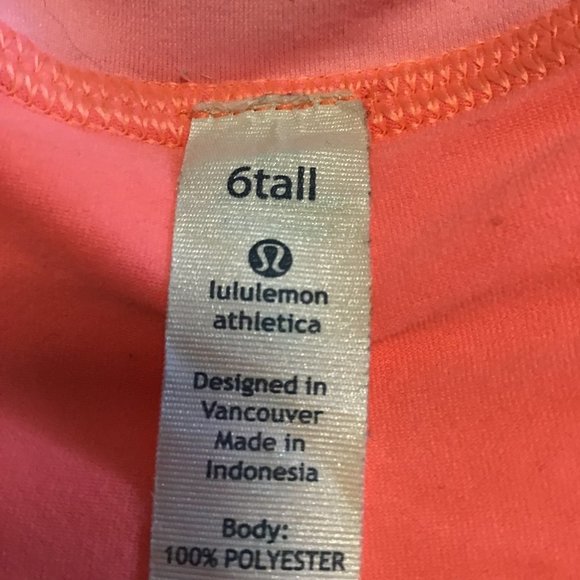 6tall
lululemon
athletica
Designed in
Vancouver
Made in
Indonesia
Body:
100% POLYESTER